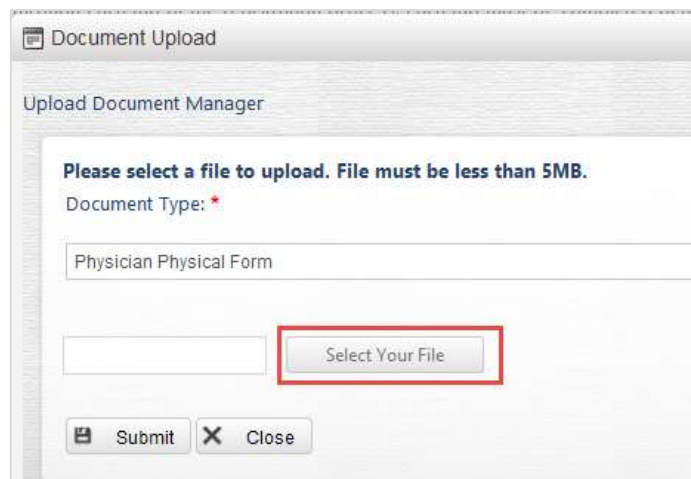 Document Upload
Upload Document Manager
Please select a file to upload. File must be less than 5MB.
Document Type: *
Physician Physical Form
Select Your File
Submit Close